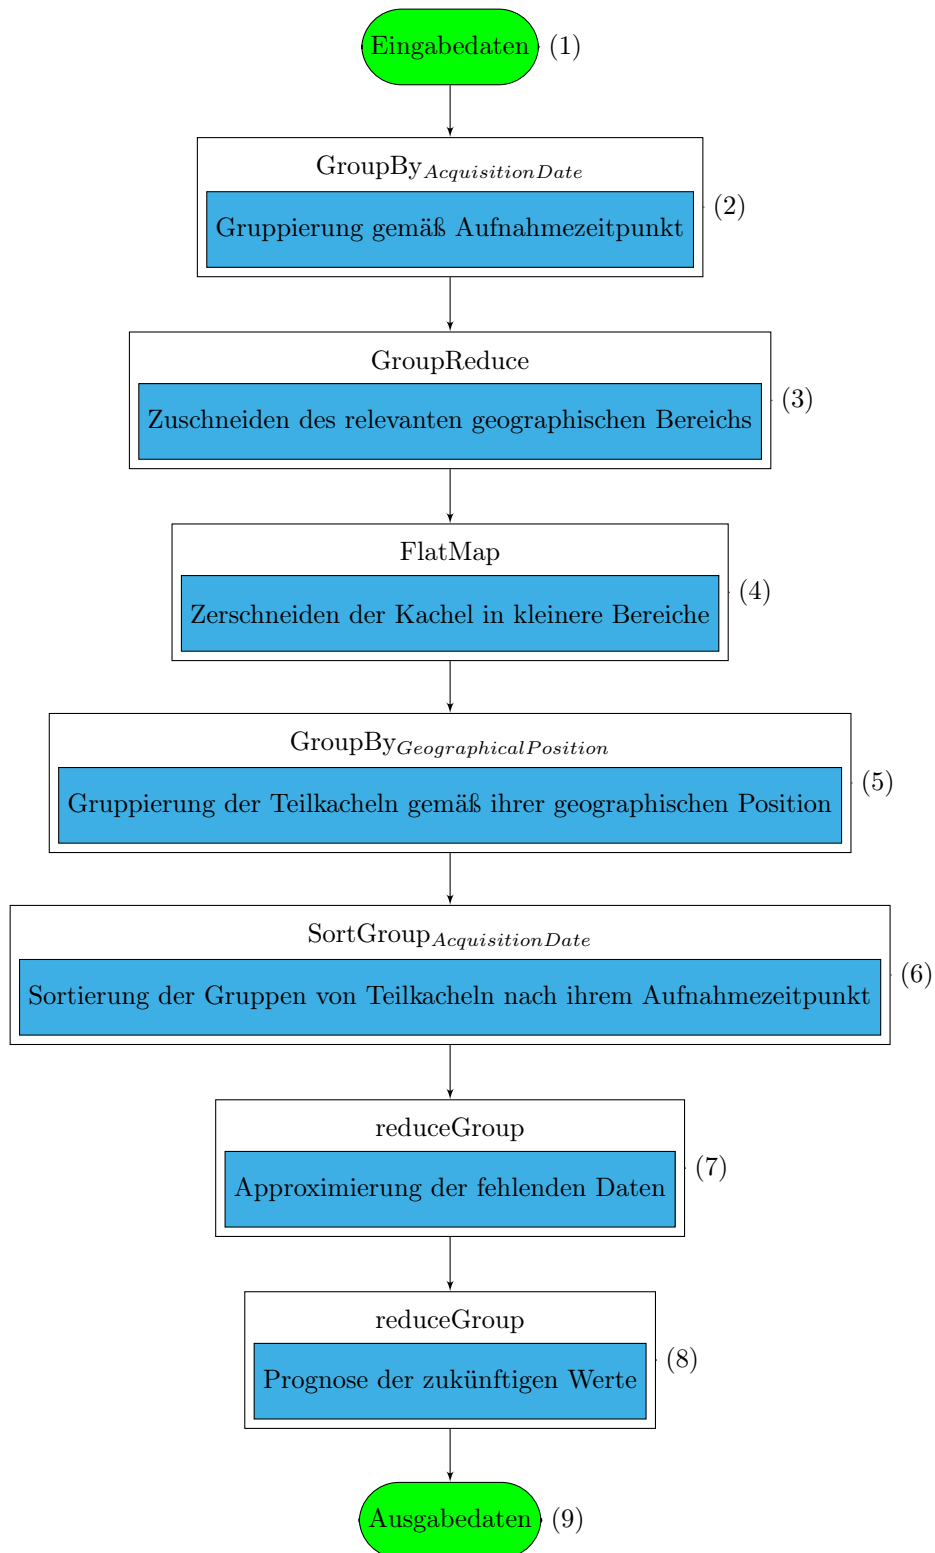 Eingabedaten (1)
GroupBy_AcquisitionDate
Gruppierung gemäß Aufnahmezeitpunkt
(2)
GroupReduce
Zuschneiden des relevanten geographischen Bereichs
(3)
FlatMap
Zerschneiden der Kachel in kleinere Bereiche
(4)
GroupBy_GeographicalPosition
Gruppierung der Teilkacheln gemäß ihrer geographischen Position
(5)
SortGroup_AcquisitionDate
Sortierung der Gruppen von Teilkacheln nach ihrem Aufnahmezeitpunkt
(6)
reduceGroup
Approximierung der fehlenden Daten
(7)
reduceGroup
Prognose der zukünftigen Werte
(8)
Ausgabedaten (9)